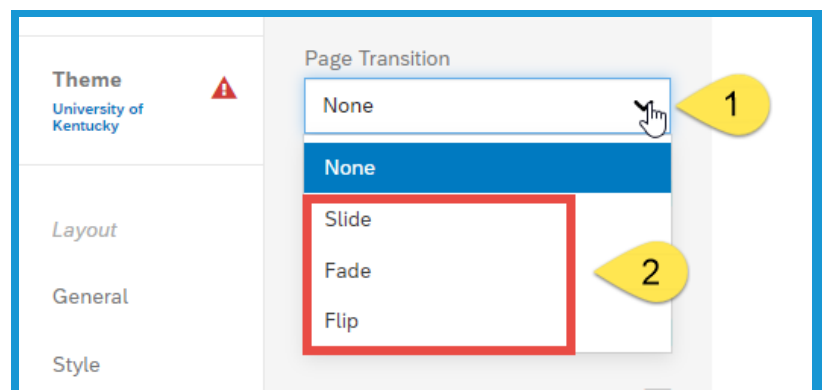 Theme
University of
Kentucky
Layout
General
Style
Page Transition
None
1
None
Slide
Fade
Flip
2